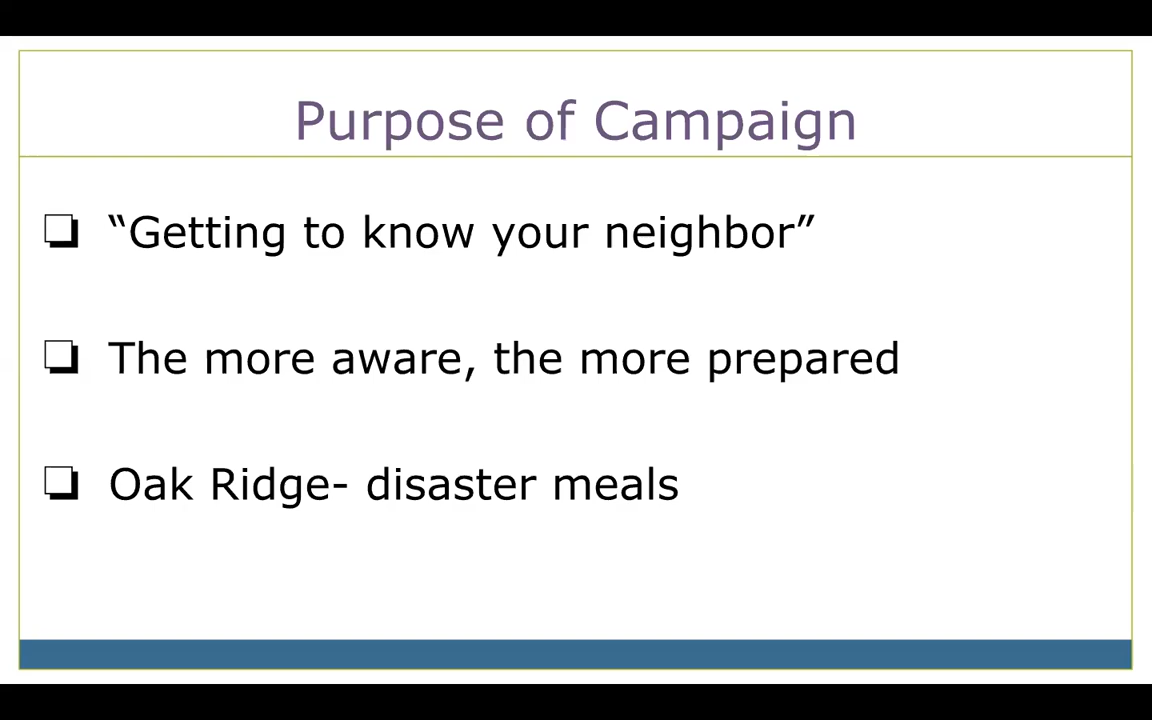 Purpose of Campaign
❏ “Getting to know your neighbor”
❏ The more aware, the more prepared
❏ Oak Ridge- disaster meals